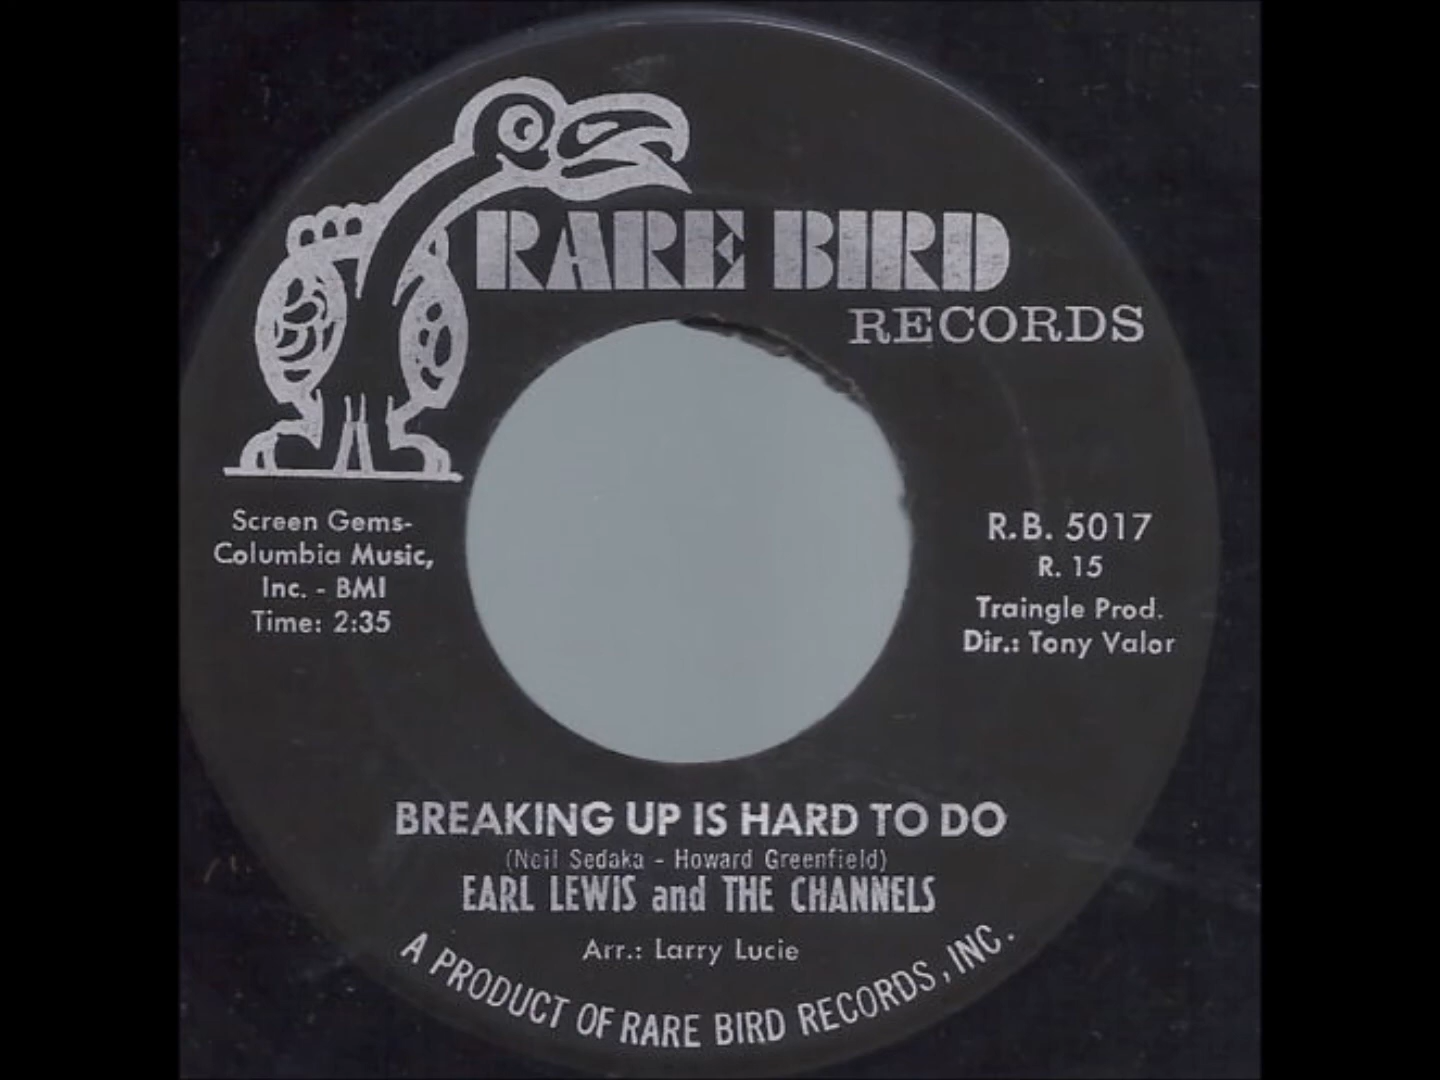 RARE BIRD
RECORDS
Screen Gems-
Columbia Music,
Inc. - BMI
Time: 2:35
R.B. 5017
R. 15
Traingle Prod.
Dir.: Tony Valor
BREAKING UP IS HARD TO DO
(Neil Sedaka - Howard Greenfield)
EARL LEWIS and THE CHANNELS
Arr.: Larry Lucie
A PRODUCT OF RARE BIRD RECORDS, INC.